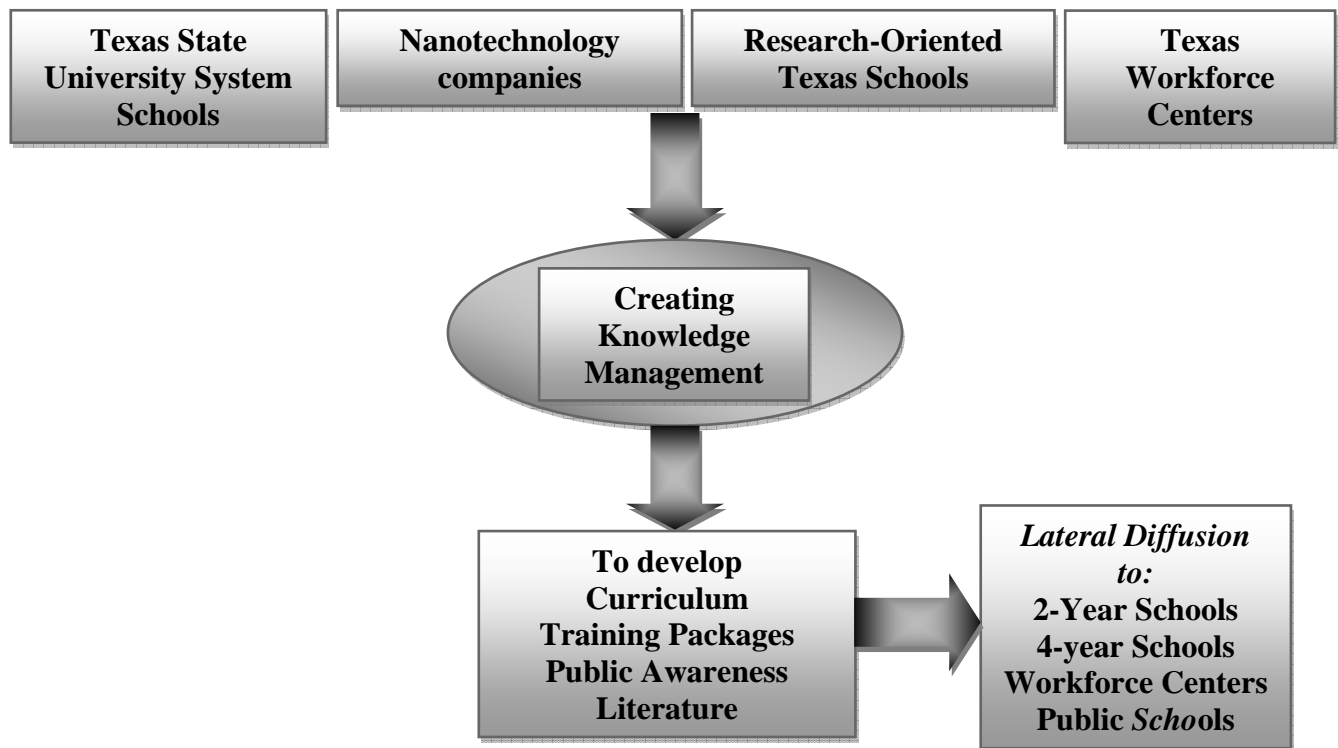 Texas State
University System
Schools
Nanotechnology
companies
Research-Oriented
Texas Schools
Texas
Workforce
Centers
Creating
Knowledge
Management
To develop
Curriculum
Training Packages
Public Awareness
Literature
Lateral Diffusion
to:
2-Year Schools
4-year Schools
Workforce Centers
Public Schools